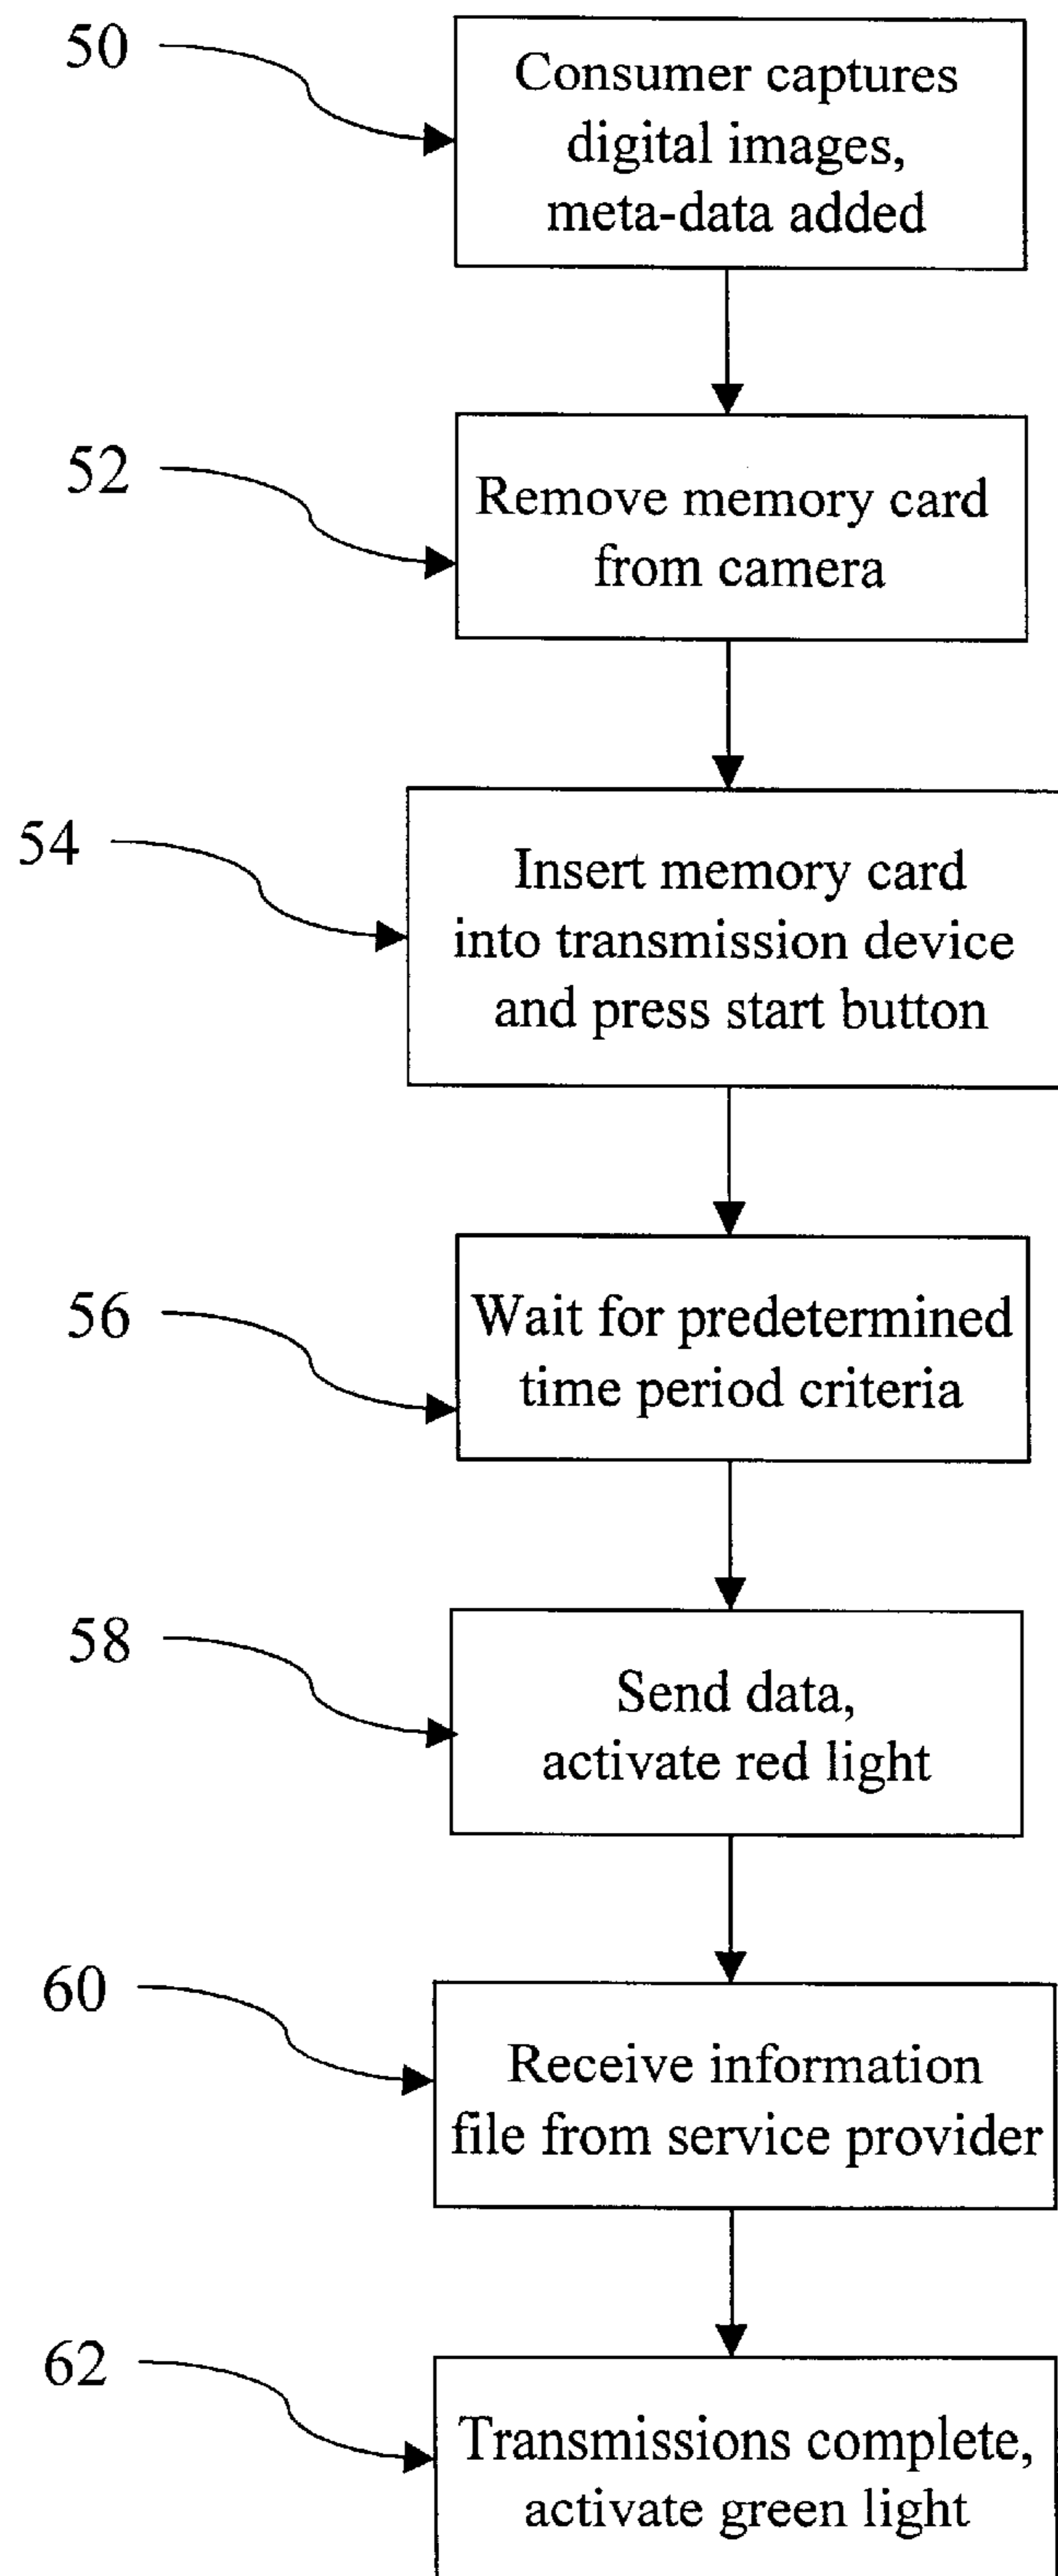 50
Consumer captures
digital images,
meta-data added
52
Remove memory card
from camera
54
Insert memory card
into transmission device
and press start button
56
Wait for predetermined
time period criteria
58
Send data,
activate red light
60
Receive information
file from service provider
62
Transmissions complete,
activate green light